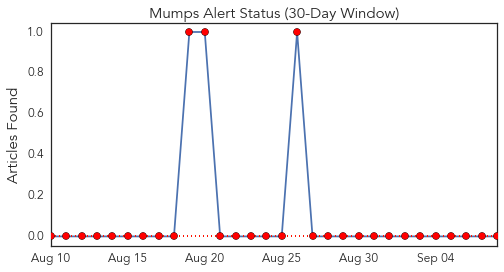 Mumps Alert Status (30-Day Window)
Articles Found
1.0
0.8
0.6
0.4
0.2
0.0
Aug 10 Aug 15 Aug 20 Aug 25 Aug 30 Sep 04